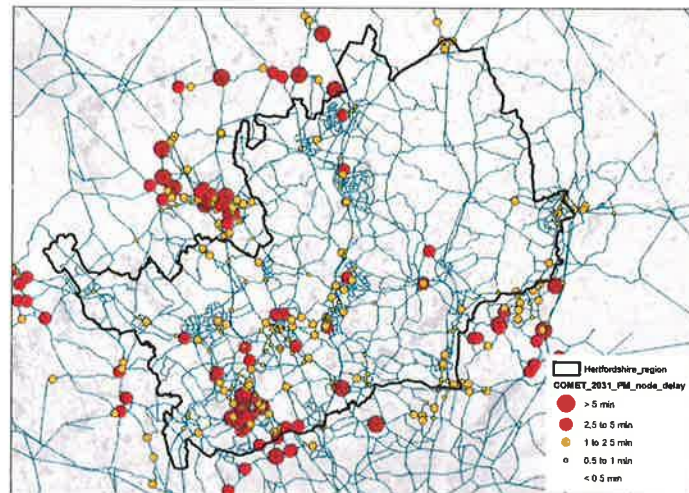 Hertfordshire_region
COMET_2031_PM_node_delay
> 5 min
2.5 to 5 min
1 to 2 5 min
0.5 to 1 min
< 0 5 min